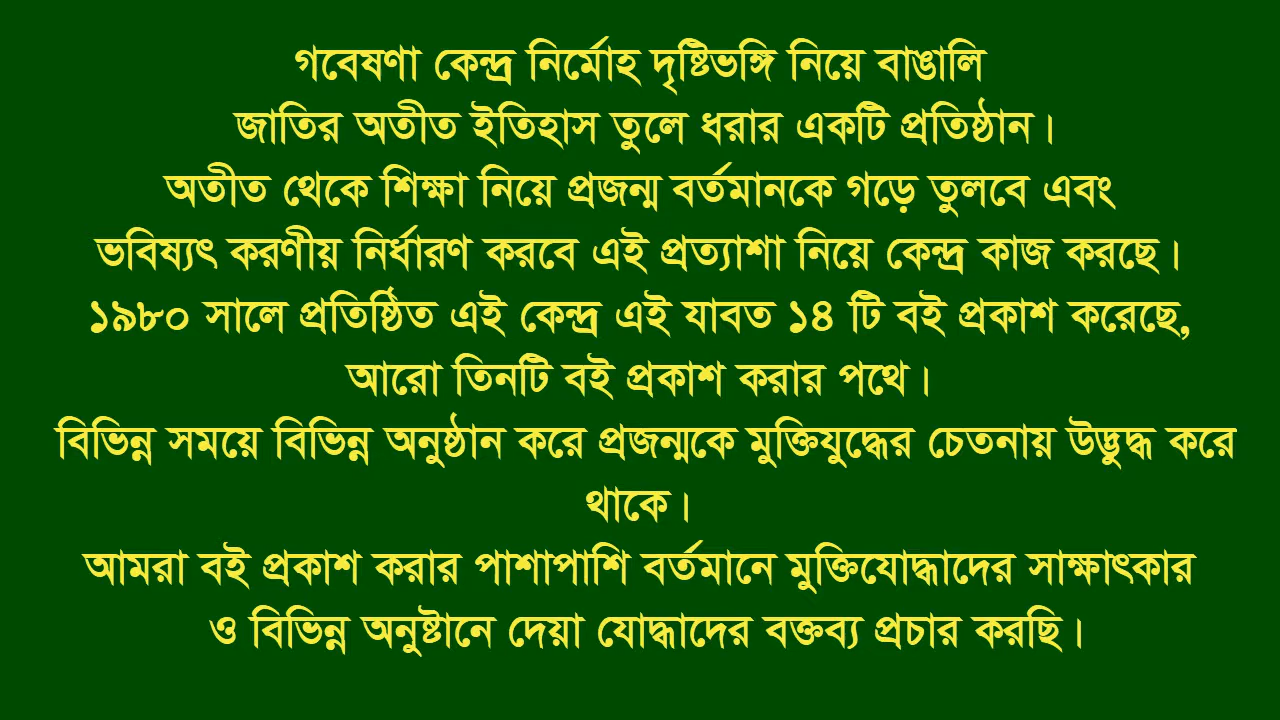 গবেষণা কেন্দ্র নির্মোহ দৃষ্টিভঙ্গি নিয়ে বাঙালি
জাতির অতীত ইতিহাস তুলে ধরার একটি প্রতিষ্ঠান।
অতীত থেকে শিক্ষা নিয়ে প্রজন্ম বর্তমানকে গড়ে তুলবে এবং
ভবিষ্যৎ করণীয় নির্ধারণ করবে এই প্রত্যাশা নিয়ে কেন্দ্র কাজ করছে।
১৯৮০ সালে প্রতিষ্ঠিত এই কেন্দ্র এই যাবত ১৪ টি বই প্রকাশ করেছে,
আরো তিনটি বই প্রকাশ করার পথে।
বিভিন্ন সময়ে বিভিন্ন অনুষ্ঠান করে প্রজন্মকে মুক্তিযুদ্ধের চেতনায় উদ্ভুদ্ধ করে
থাকে।
আমরা বই প্রকাশ করার পাশাপাশি বর্তমানে মুক্তিযোদ্ধাদের সাক্ষাৎকার
ও বিভিন্ন অনুষ্টানে দেয়া যোদ্ধাদের বক্তব্য প্রচার করছি।